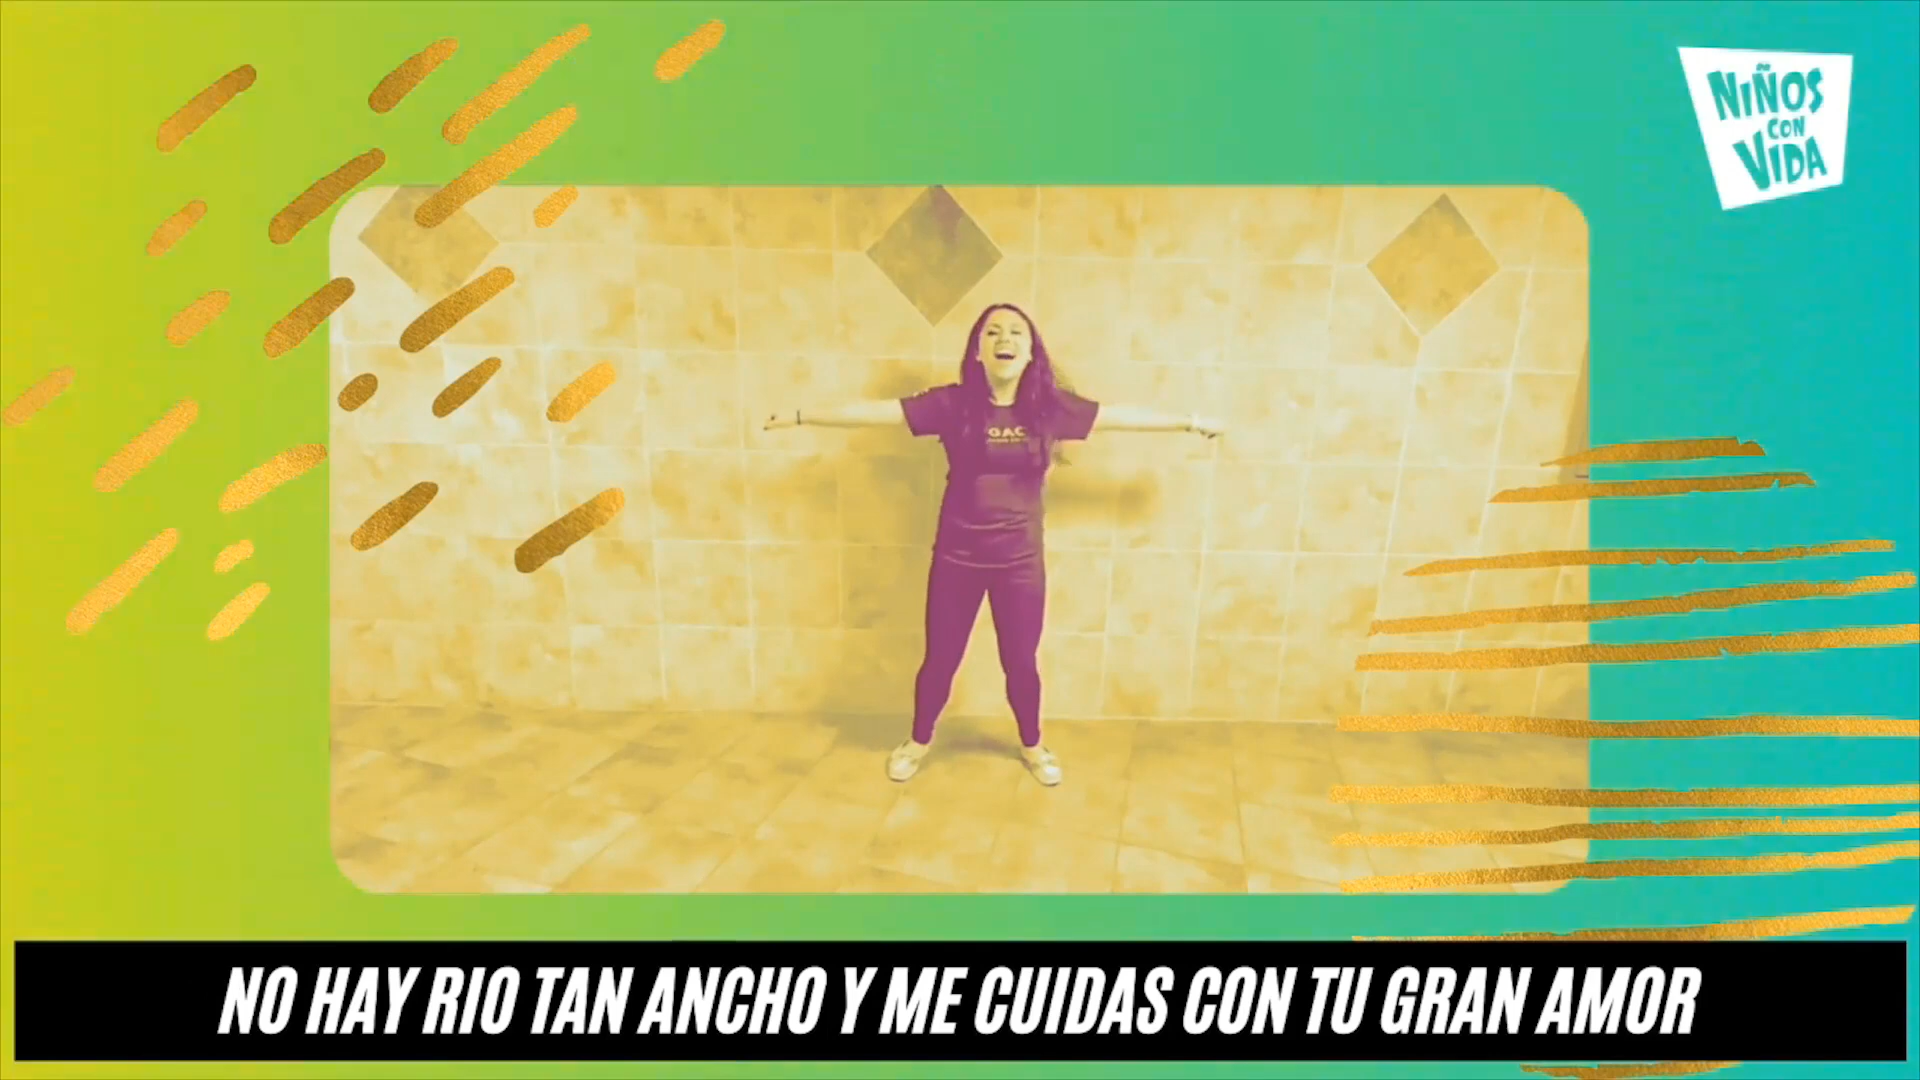 NIÑOS
CON
VIDA
NO HAY RIO TAN ANCHO Y ME CUIDAS CON TU GRAN AMOR